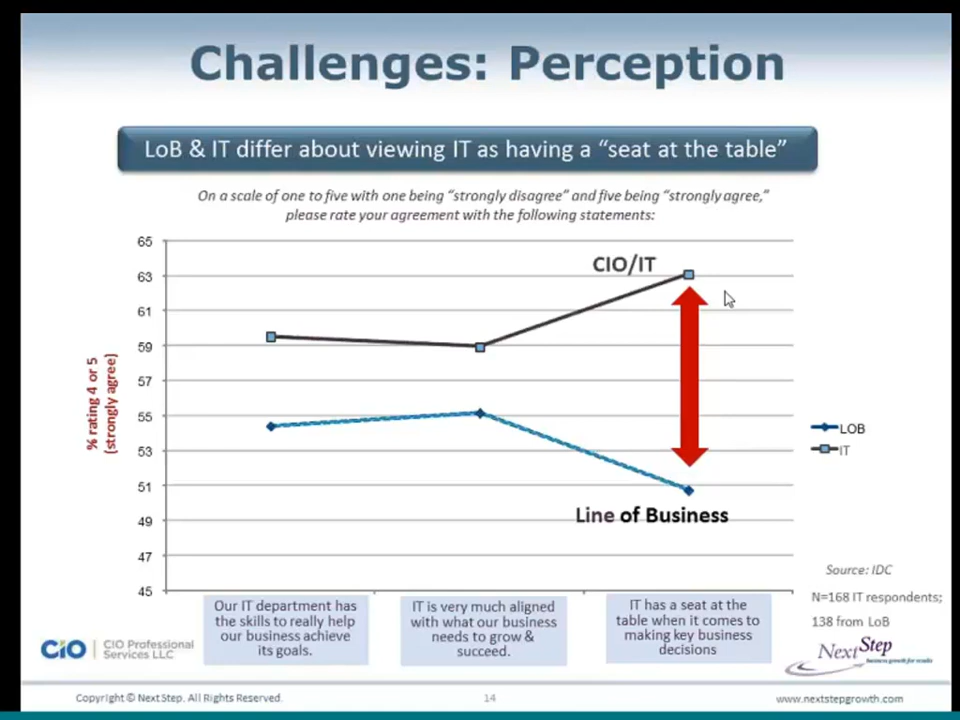 Challenges: Perception
LoB & IT differ about viewing IT as having a “seat at the table”
On a scale of one to five with one being “strongly disagree” and five being “strongly agree,”
please rate your agreement with the following statements:
65
63
61
59
57
55
53
51
49
47
45
% rating 4 or 5
(strongly agree)
CIO/IT
Line of Business
LOB
IT
Our IT department has
the skills to really help
our business achieve
its goals.
IT is very much aligned
with what our business
needs to grow &
succeed.
IT has a seat at the
table when it comes to
making key business
decisions
Source: IDC
N=168 IT respondents;
138 from LoB
CIO
CIO Professional
Services LLC
NextStep
business growth for results
Copyright © NextStep. All Rights Reserved.
14
www.nextstepgrowth.com